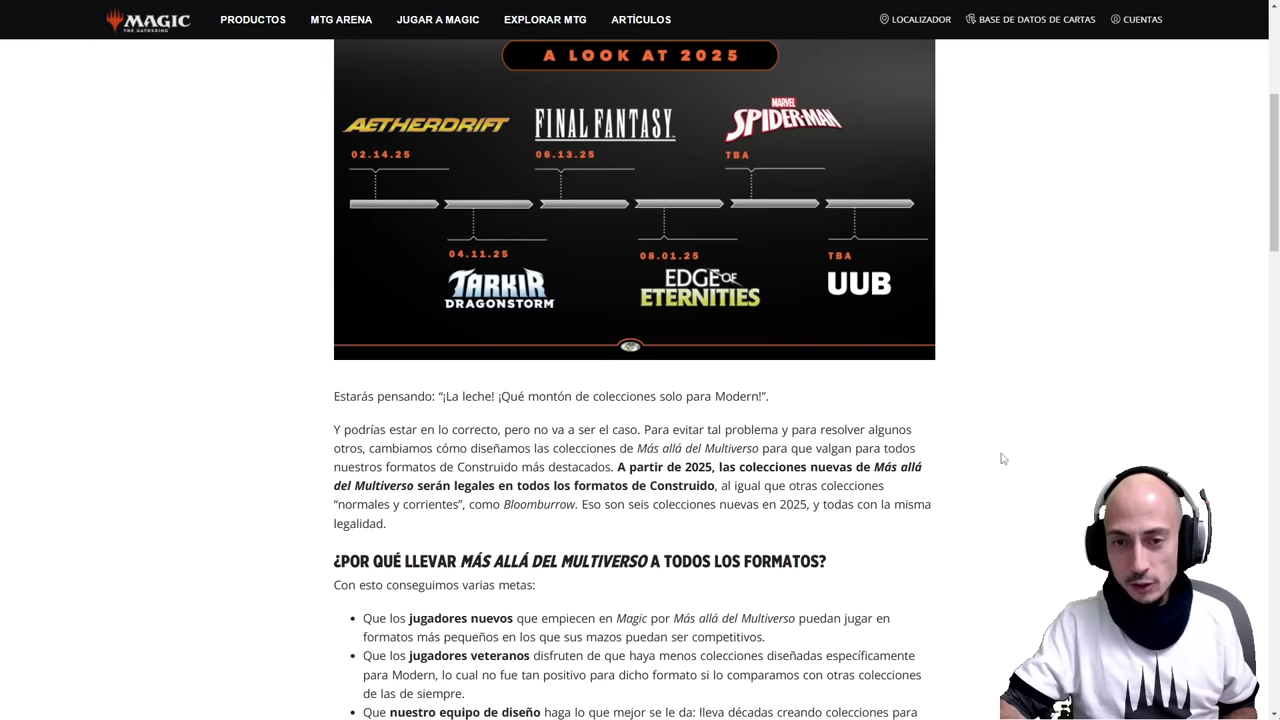 MAGIC
THE GATHERING
PRODUCTOS
MTG ARENA
JUGAR A MAGIC
EXPLORAR MTG
ARTÍCULOS
LOCALIZADOR
BASE DE DATOS DE CARTAS
CUENTAS
A LOOK AT 2025
AETHERDRIFT
02.14.25
FINAL FANTASY
06.13.25
MARVEL
SPIDER-MAN
TBA
04.11.25
TARKIR
DRAGONSTORM
08.01.25
EDGE OF
ETERNITIES
TBA
UUB
Estarás pensando: “¡La leche! ¡Qué montón de colecciones solo para Modern!”.
Y podrías estar en lo correcto, pero no va a ser el caso. Para evitar tal problema y para resolver algunos
otros, cambiamos cómo diseñamos las colecciones de Más allá del Multiverso para que valgan para todos
nuestros formatos de Construido más destacados. A partir de 2025, las colecciones nuevas de Más allá
del Multiverso serán legales en todos los formatos de Construido, al igual que otras colecciones
“normales y corrientes”, como Bloomburrow. Eso son seis colecciones nuevas en 2025, y todas con la misma
legalidad.
¿POR QUÉ LLEVAR MÁS ALLÁ DEL MULTIVERSO A TODOS LOS FORMATOS?
Con esto conseguimos varias metas:
• Que los jugadores nuevos que empiecen en Magic por Más allá del Multiverso puedan jugar en
formatos más pequeños en los que sus mazos puedan ser competitivos.
• Que los jugadores veteranos disfruten de que haya menos colecciones diseñadas específicamente
para Modern, lo cual no fue tan positivo para dicho formato si lo comparamos con otras colecciones
de las de siempre.
• Que nuestro equipo de diseño haga lo que mejor se le da: lleva décadas creando colecciones para